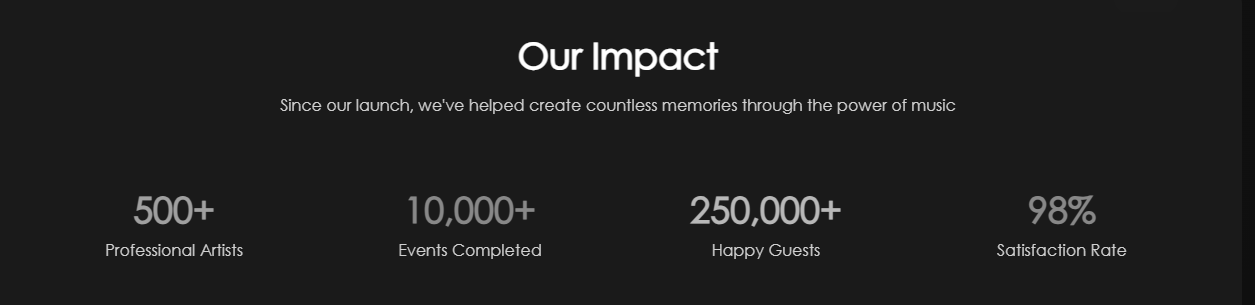 Our Impact
Since our launch, we've helped create countless memories through the power of music
500+
Professional Artists
10,000+
Events Completed
250,000+
Happy Guests
98%
Satisfaction Rate